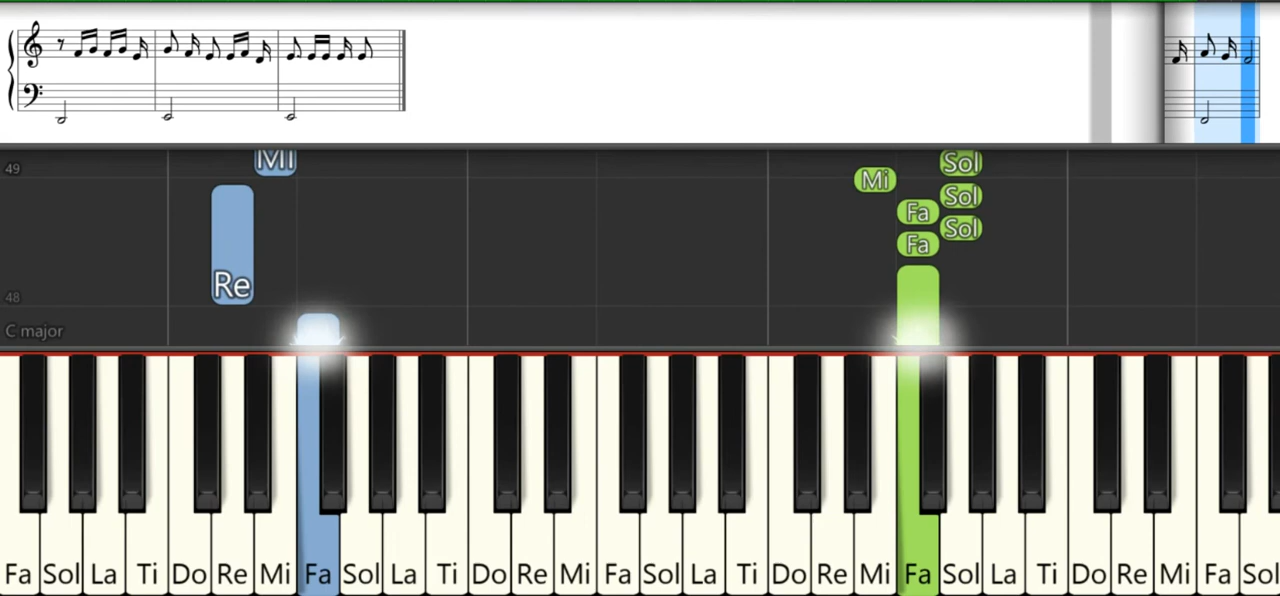 49
Mi
Mi
Sol
Sol
Fa
Sol
Fa
Re
48
C major
Fa Sol La Ti Do Re Mi Fa Sol La Ti Do Re Mi Fa Sol La Ti Do Re Mi Fa Sol La Ti Do Re Mi Fa Sol